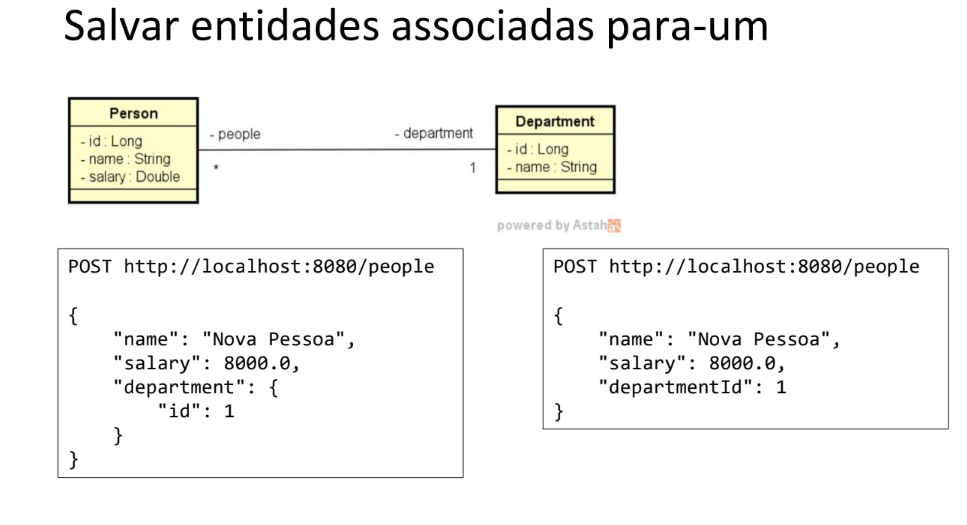 Salvar entidades associadas para-um
Person
- id : Long
- name : String
- salary : Double
- people
*
- department
1
Department
- id : Long
- name : String
powered by Astah
POST http://localhost:8080/people
{
    "name": "Nova Pessoa",
    "salary": 8000.0,
    "department": {
        "id": 1
    }
}
POST http://localhost:8080/people
{
    "name": "Nova Pessoa",
    "salary": 8000.0,
    "departmentId": 1
}